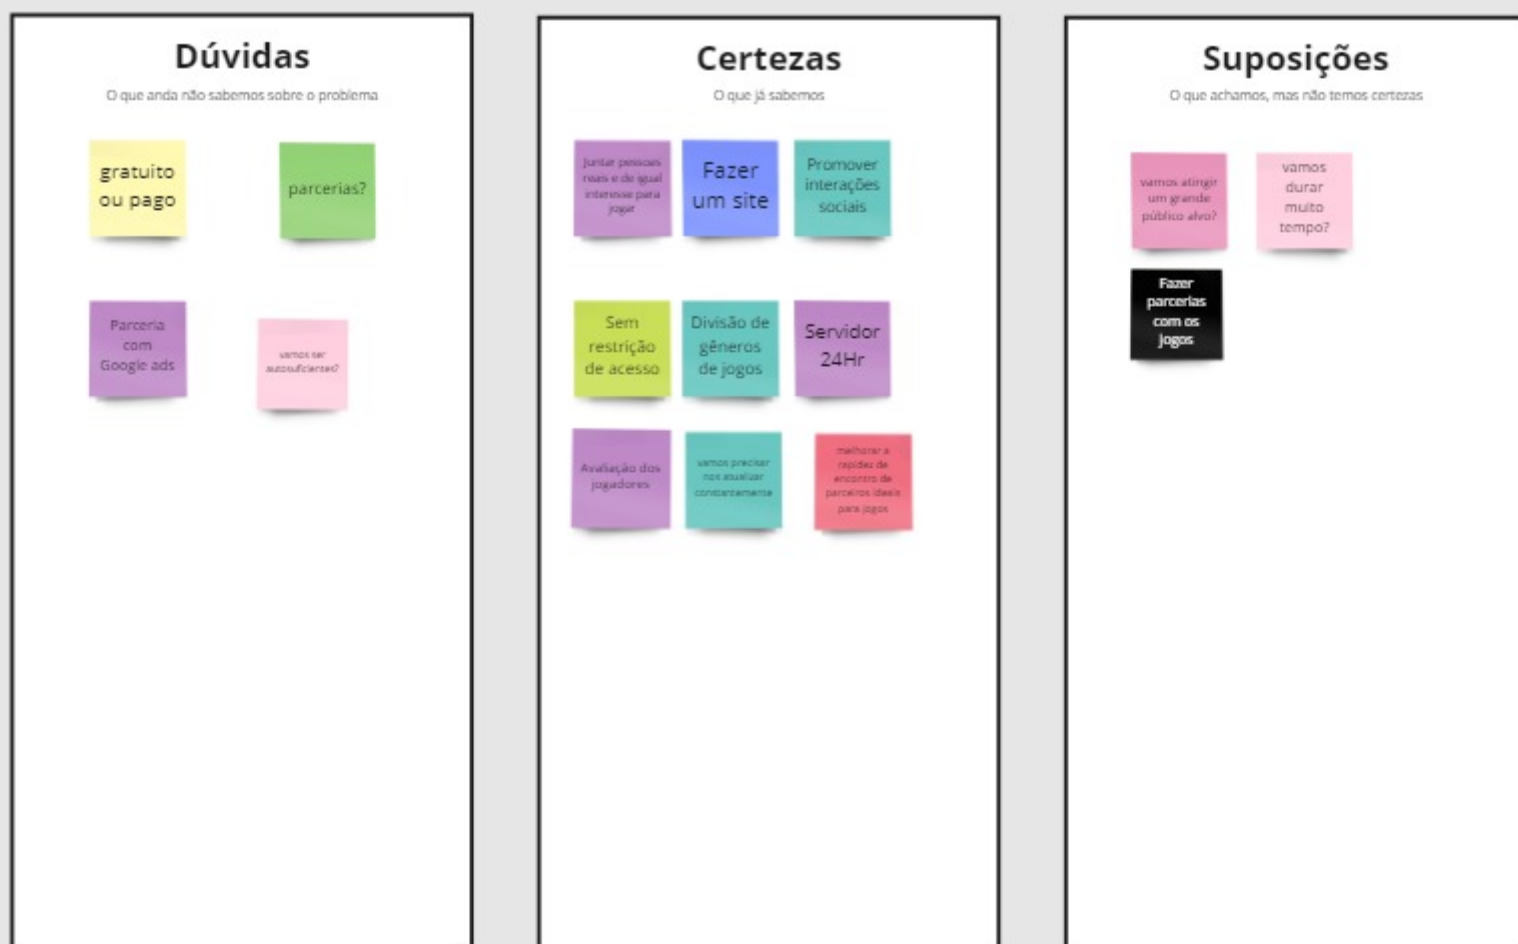 Dúvidas
O que anda não sabemos sobre o problema
gratuito
ou pago
parcerias?
Parceria
com
Google ads
vamos ser
autosuficientes?
Certezas
O que já sabemos
Juntar pessoas
reais e de igual
interesse para
jogar
Fazer
um site
Promover
interações
sociais
Sem
restrição
de acesso
Divisão de
gêneros
de jogos
Servidor
24Hr
Avaliação dos
jogadores
vamos precisar
nos atualizar
constantemente
melhorar a
rapidez de
encontro de
parceiros ideais
para jogos
Suposições
O que achamos, mas não temos certezas
vamos atingir
um grande
público alvo?
vamos
durar
muito
tempo?
Fazer
parcerias
com os
jogos